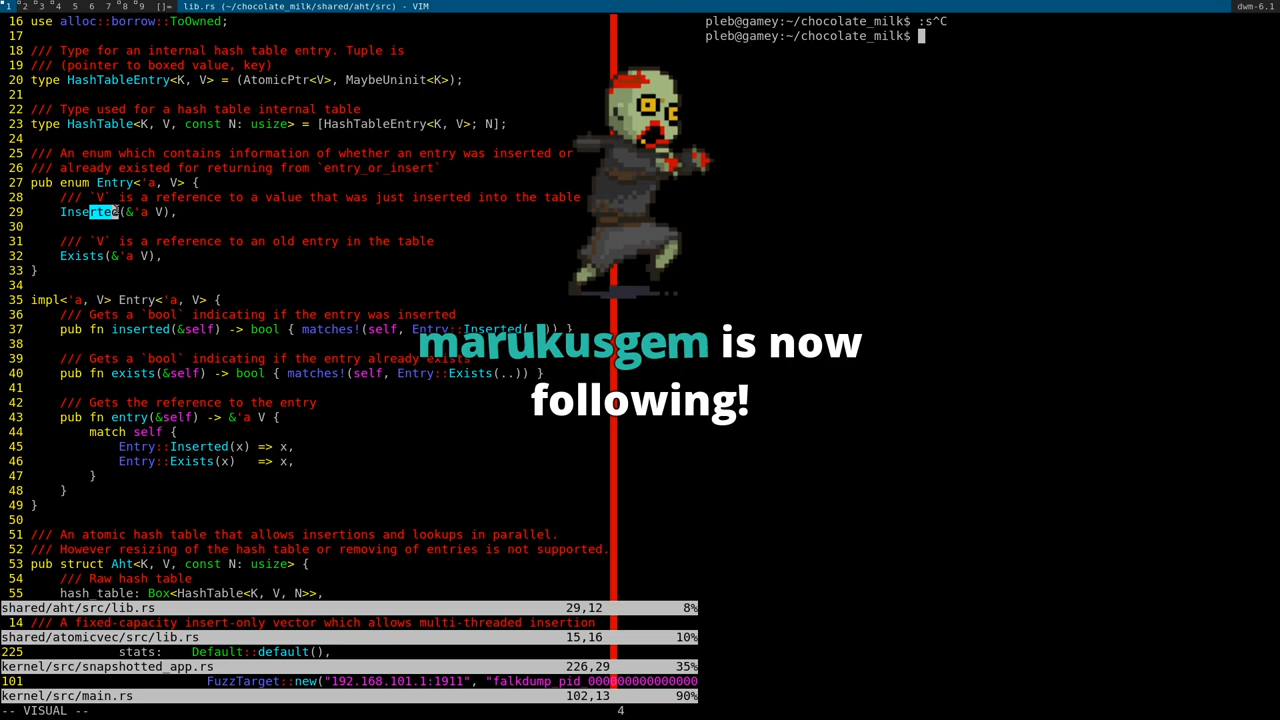 1 2 3 4 5 6 7 8 9 []= lib.rs (~/chocolate_milk/shared/aht/src) - VIM dwm-6.1
16 use alloc::borrow::ToOwned;
17
18 /// Type for an internal hash table entry. Tuple is
19 /// (pointer to boxed value, key)
20 type HashTableEntry<K, V> = (AtomicPtr<V>, MaybeUninit<K>);
21
22 /// Type used for a hash table internal table
23 type HashTable<K, V, const N: usize> = [HashTableEntry<K, V>; N];
24
25 /// An enum which contains information of whether an entry was inserted or
26 /// already existed for returning from `entry_or_insert`
27 pub enum Entry<'a, V> {
28     /// `V` is a reference to a value that was just inserted into the table
29     Inserted(&'a V),
30
31     /// `V` is a reference to an old entry in the table
32     Exists(&'a V),
33 }
34
35 impl<'a, V> Entry<'a, V> {
36     /// Gets a `bool` indicating if the entry was inserted
37     pub fn inserted(&self) -> bool { matches!(self, Entry::Inserted(..)) }
38
39     /// Gets a `bool` indicating if the entry already exists
40     pub fn exists(&self) -> bool { matches!(self, Entry::Exists(..)) }
41
42     /// Gets the reference to the entry
43     pub fn entry(&self) -> &'a V {
44         match self {
45             Entry::Inserted(x) => x,
46             Entry::Exists(x)   => x,
47         }
48     }
49 }
50
51 /// An atomic hash table that allows insertions and lookups in parallel.
52 /// However resizing of the hash table or removing of entries is not supported.
53 pub struct Aht<K, V, const N: usize> {
54     /// Raw hash table
55     hash_table: Box<HashTable<K, V, N>>,
shared/aht/src/lib.rs 29,12 8%
14 /// A fixed-capacity insert-only vector which allows multi-threaded insertion
shared/atomicvec/src/lib.rs 15,16 10%
225             stats:    Default::default(),
kernel/src/snapshotted_app.rs 226,29 35%
101                         FuzzTarget::new("192.168.101.1:1911", "falkdump_pid_000000000000000
kernel/src/main.rs 102,13 90%
-- VISUAL -- 4
pleb@gamey:~/chocolate_milk$ :s^C
pleb@gamey:~/chocolate_milk$
marukusgem is now
following!